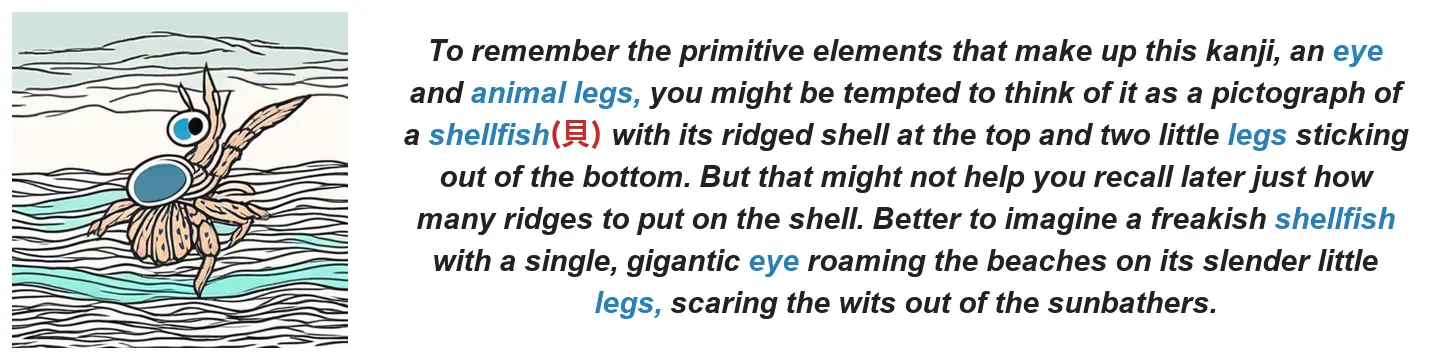 To remember the primitive elements that make up this kanji, an eye
and animal legs, you might be tempted to think of it as a pictograph of
a shellfish(貝) with its ridged shell at the top and two little legs sticking
out of the bottom. But that might not help you recall later just how
many ridges to put on the shell. Better to imagine a freakish shellfish
with a single, gigantic eye roaming the beaches on its slender little
legs, scaring the wits out of the sunbathers.